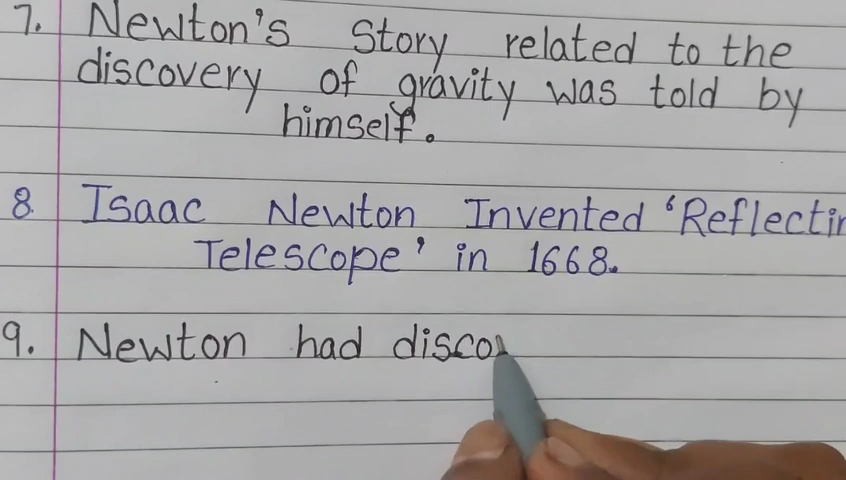 7. Newton's Story related to the
discovery of gravity was told by
himself.
8. Isaac Newton Invented 'Reflectin
Telescope' in 1668.
9. Newton had disco